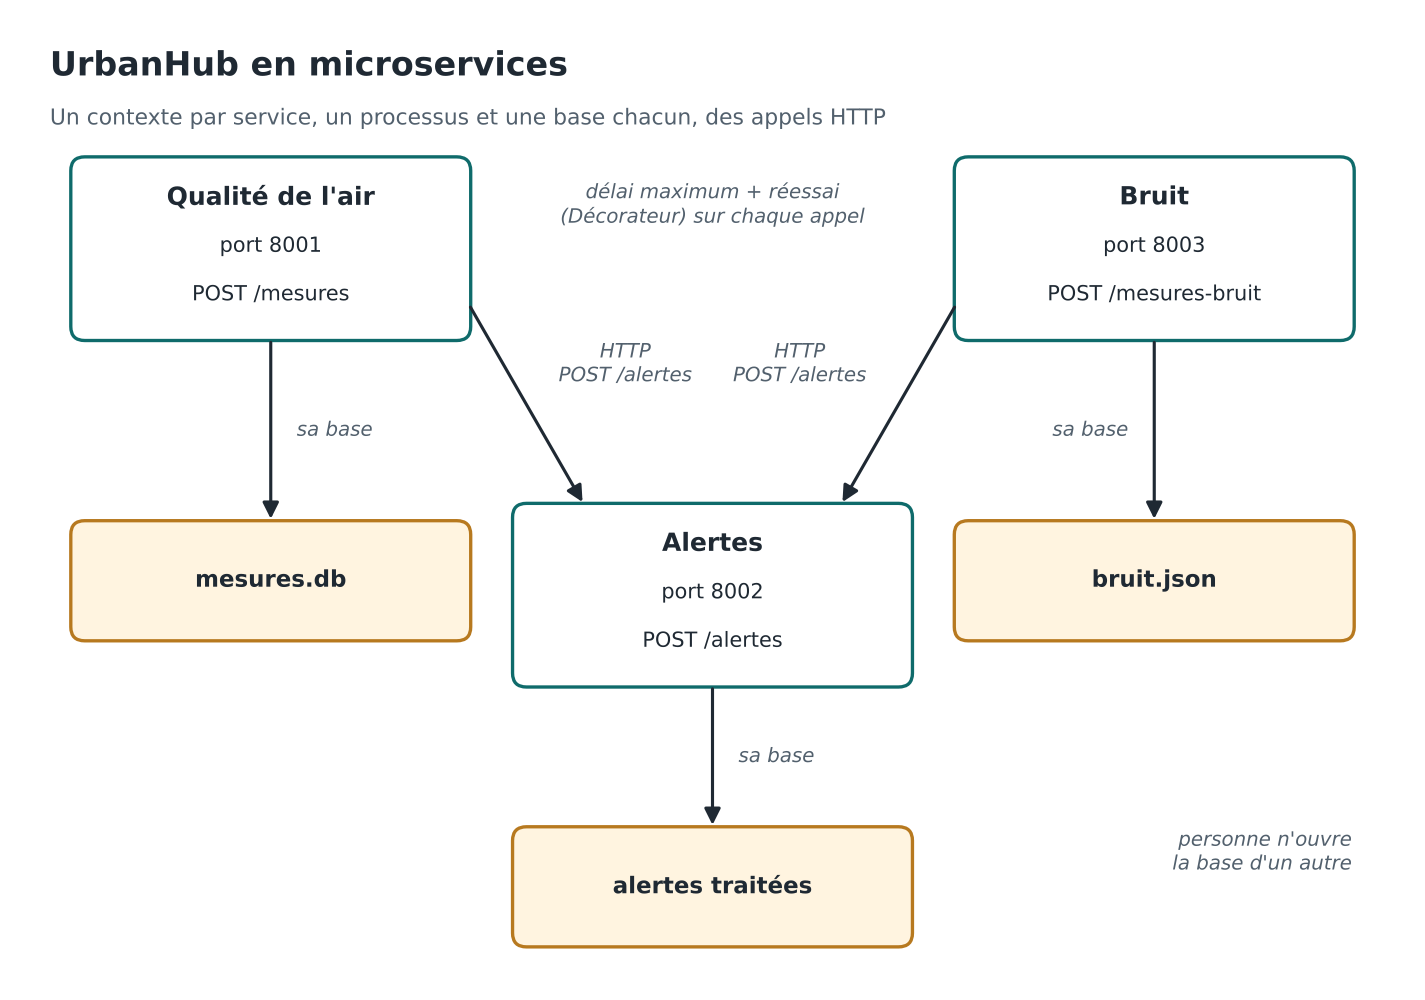 UrbanHub en microservices
Un contexte par service, un processus et une base chacun, des appels HTTP
Qualité de l'air
port 8001
POST /mesures
délai maximum + réessai
(Décorateur) sur chaque appel
Bruit
port 8003
POST /mesures-bruit
HTTP
POST /alertes
HTTP
POST /alertes
sa base
sa base
mesures.db
Alertes
port 8002
POST /alertes
bruit.json
sa base
alertes traitées
personne n'ouvre
la base d'un autre